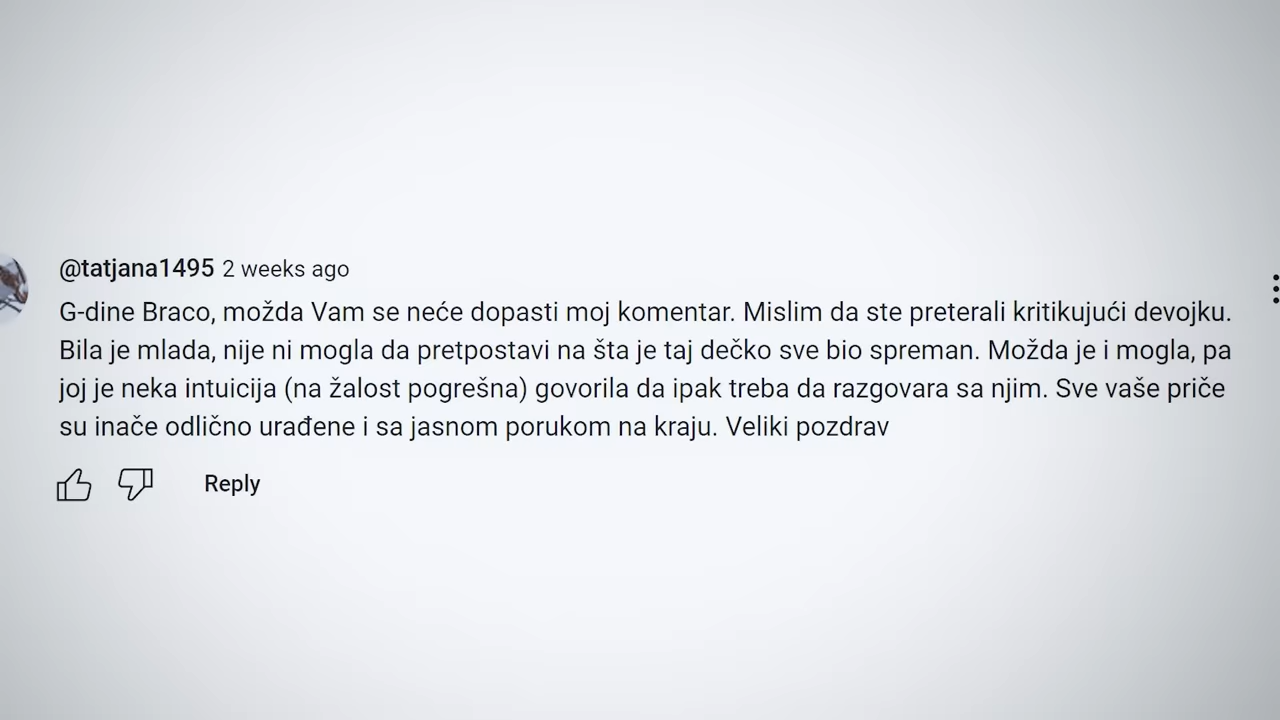 @tatjana1495 2 weeks ago
G-dine Braco, možda Vam se neće dopasti moj komentar. Mislim da ste preterali kritikujući devojku.
Bila je mlada, nije ni mogla da pretpostavi na šta je taj dečko sve bio spreman. Možda je i mogla, pa
joj je neka intuicija (na žalost pogrešna) govorila da ipak treba da razgovara sa njim. Sve vaše priče
su inače odlično urađene i sa jasnom porukom na kraju. Veliki pozdrav
Reply